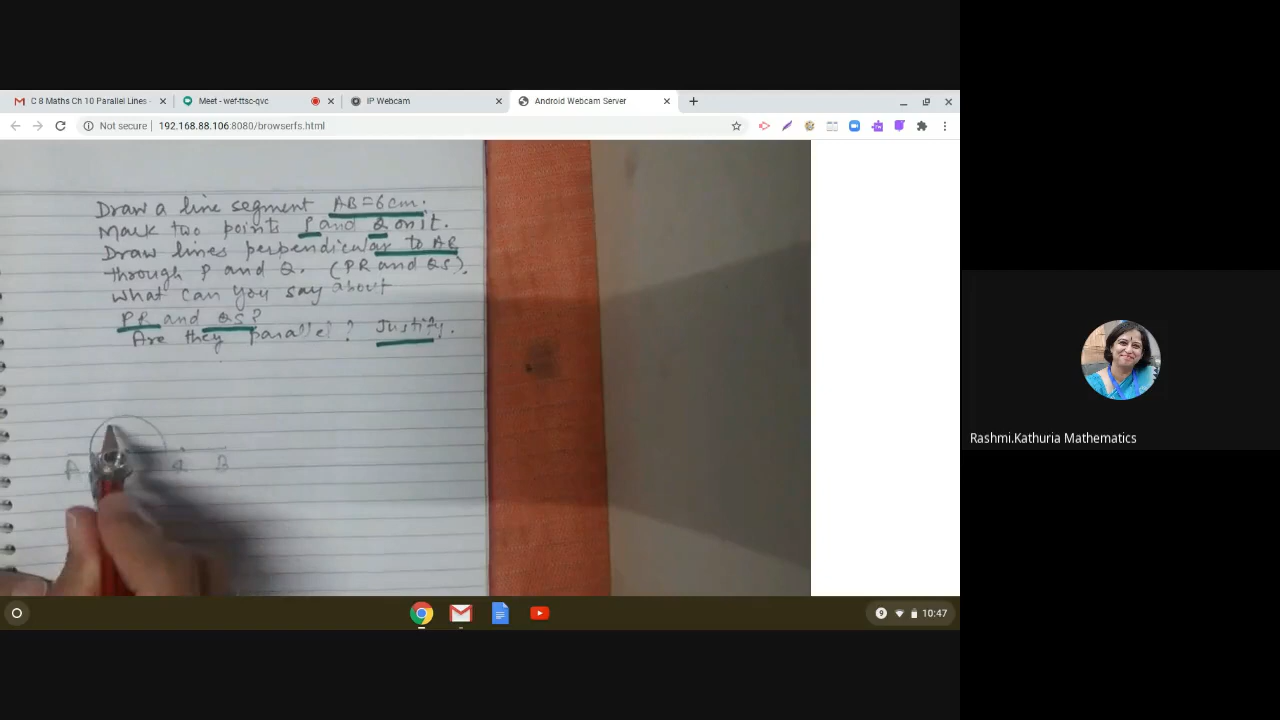 C 8 Maths Ch 10 Parallel Lines -
Meet - wef-ttsc-qvc
IP Webcam
Android Webcam Server
Not secure
192.168.88.106:8080/browserfs.html
Draw a line segment AB=6cm.
Mark two points P and Q on it.
Draw lines perpendicular to AB
through P and Q. (PR and QS).
What can you say about
PR and QS?
Are they parallel? Justify.
A Q B
Rashmi.Kathuria Mathematics
9 10:47